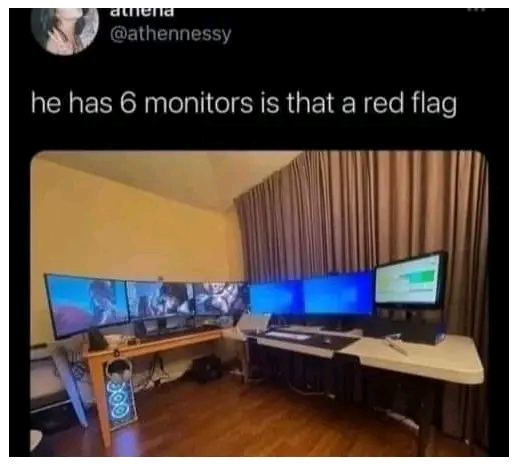 athena
@athennessy
he has 6 monitors is that a red flag